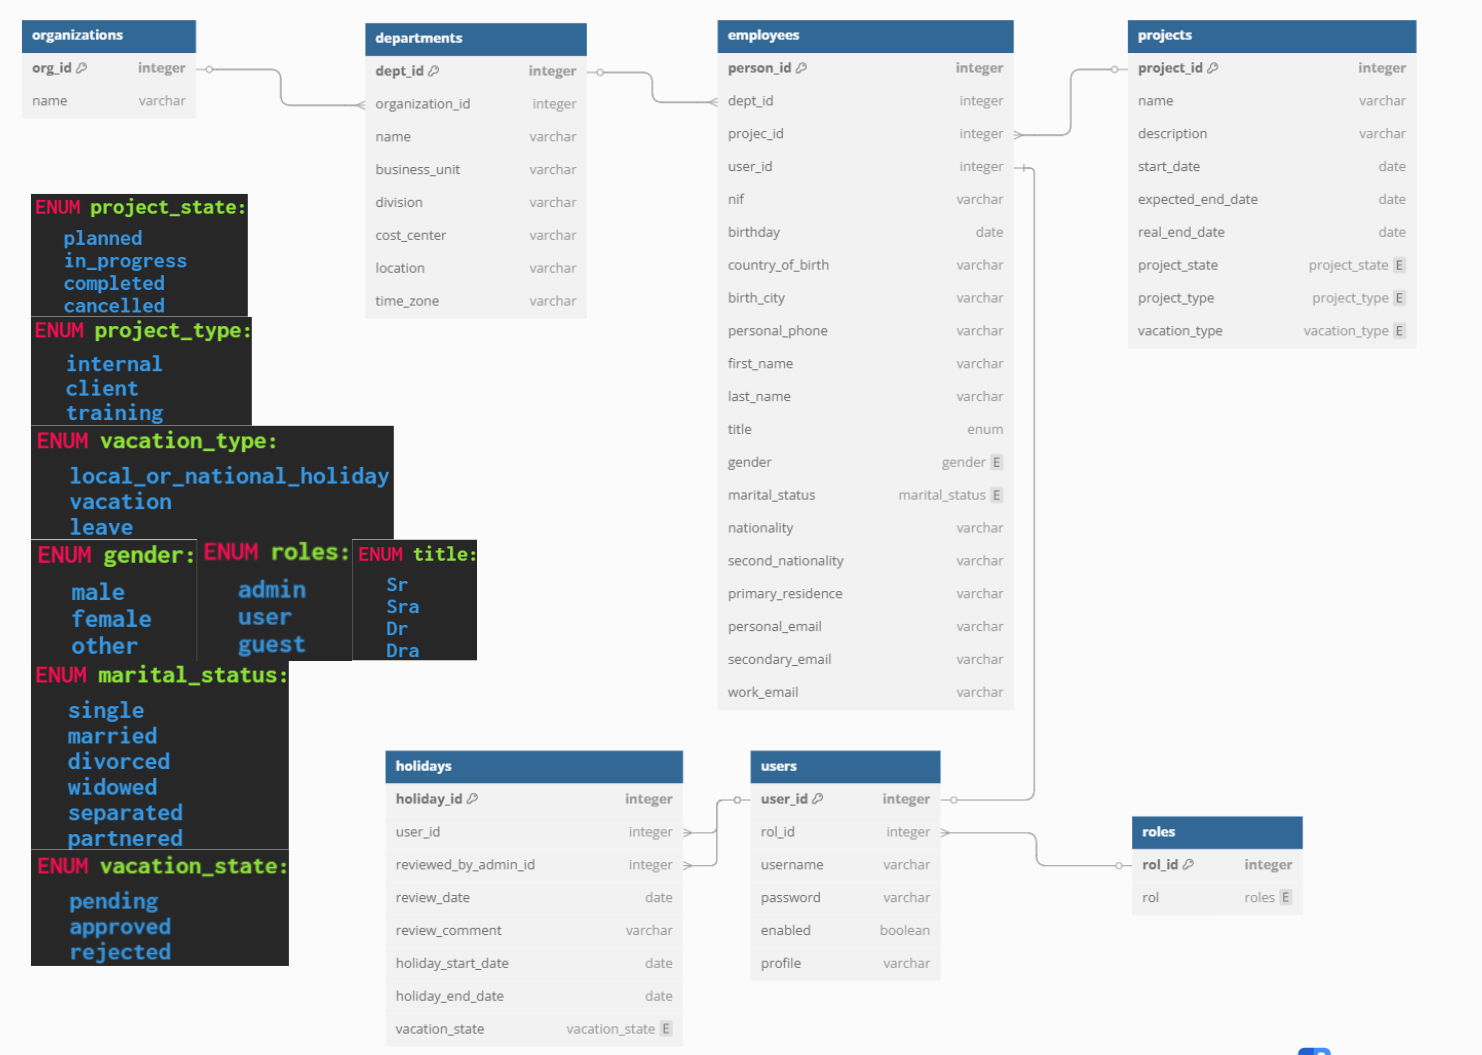 organizations
org_id integer
name varchar
departments
dept_id integer
organization_id integer
name varchar
business_unit varchar
division varchar
cost_center varchar
location varchar
time_zone varchar
employees
person_id integer
dept_id integer
projec_id integer
user_id integer
nif varchar
birthday date
country_of_birth varchar
birth_city varchar
personal_phone varchar
first_name varchar
last_name varchar
title enum
gender gender E
marital_status marital_status E
nationality varchar
second_nationality varchar
primary_residence varchar
personal_email varchar
secondary_email varchar
work_email varchar
projects
project_id integer
name varchar
description varchar
start_date date
expected_end_date date
real_end_date date
project_state project_state E
project_type project_type E
vacation_type vacation_type E
ENUM project_state:
planned
in_progress
completed
cancelled
ENUM project_type:
internal
client
training
ENUM vacation_type:
local_or_national_holiday
vacation
leave
ENUM gender:
male
female
other
ENUM roles:
admin
user
guest
ENUM title:
Sr
Sra
Dr
Dra
ENUM marital_status:
single
married
divorced
widowed
separated
partnered
ENUM vacation_state:
pending
approved
rejected
holidays
holiday_id integer
user_id integer
reviewed_by_admin_id integer
review_date date
review_comment varchar
holiday_start_date date
holiday_end_date date
vacation_state vacation_state E
users
user_id integer
rol_id integer
username varchar
password varchar
enabled boolean
profile varchar
roles
rol_id integer
rol roles E